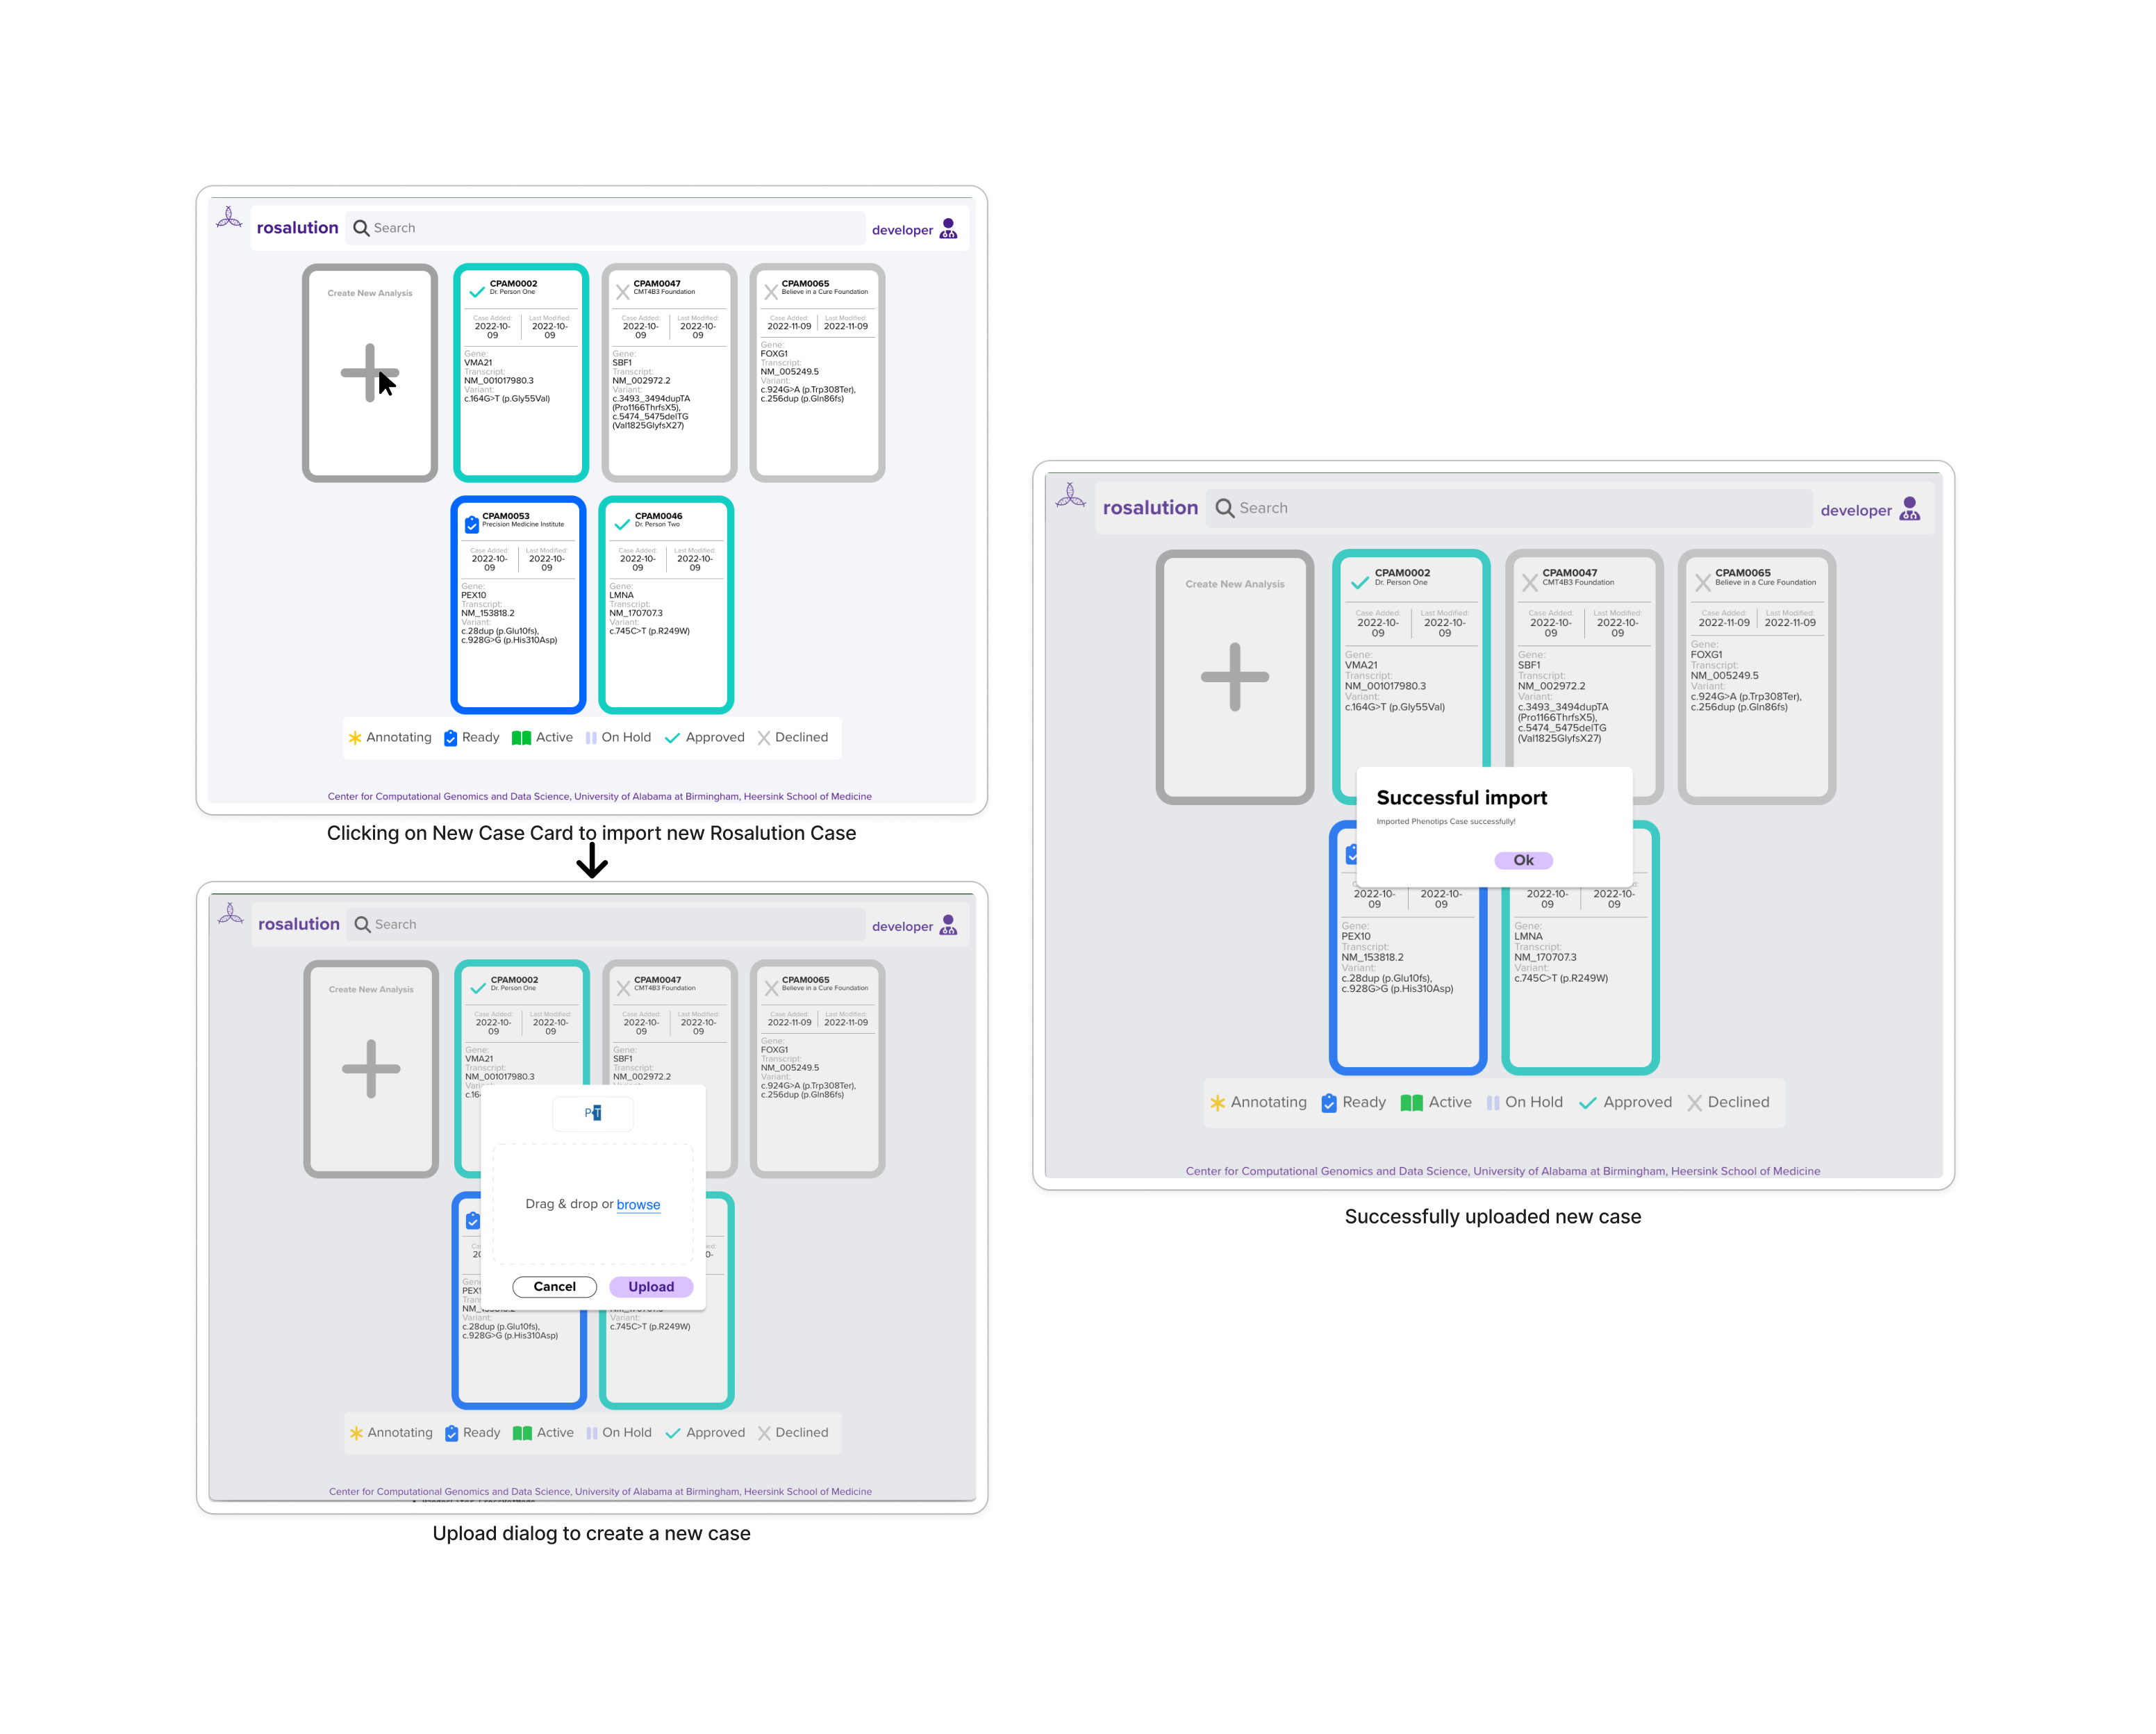 rosalution
Search
developer
Create New Analysis
CPAM0002
Dr. Person One
Case Added:
2022-10-
09
Last Modified:
2022-10-
09
Gene:
VMA21
Transcript:
NM_001017980.3
Variant:
c.164G>T (p.Gly55Val)
CPAM0047
CMT4B3 Foundation
Case Added:
2022-10-
09
Last Modified:
2022-10-
09
Gene:
SBF1
Transcript:
NM_002972.2
Variant:
c.3493_3494dupTA
(Pro1166ThrfsX5),
c.5474_5475delTG
(Val1825GlyfsX27)
CPAM0065
Believe in a Cure Foundation
Case Added:
2022-11-09
Last Modified:
2022-11-09
Gene:
FOXG1
Transcript:
NM_005249.5
Variant:
c.924G>A (p.Trp308Ter),
c.256dup (p.Gln86fs)
CPAM0053
Precision Medicine Institute
Case Added:
2022-10-
09
Last Modified:
2022-10-
09
Gene:
PEX10
Transcript:
NM_153818.2
Variant:
c.28dup (p.Glu10fs),
c.928G>G (p.His310Asp)
CPAM0046
Dr. Person Two
Case Added:
2022-10-
09
Last Modified:
2022-10-
09
Gene:
LMNA
Transcript:
NM_170707.3
Variant:
c.745C>T (p.R249W)
Annotating Ready Active On Hold Approved Declined
Center for Computational Genomics and Data Science, University of Alabama at Birmingham, Heersink School of Medicine
Clicking on New Case Card to import new Rosalution Case
rosalution
Search
developer
Create New Analysis
CPAM0002
Dr. Person One
Case Added:
2022-10-
09
Last Modified:
2022-10-
09
Gene:
VMA21
Transcript:
NM_001017980.3
CPAM0047
CMT4B3 Foundation
Case Added:
2022-10-
09
Last Modified:
2022-10-
09
Gene:
SBF1
Transcript:
NM_002972.2
CPAM0065
Believe in a Cure Foundation
Case Added:
2022-11-09
Last Modified:
2022-11-09
Gene:
FOXG1
Transcript:
NM_005249.5
Variant:
c.924G>A (p.Trp308Ter),
c.256dup (p.Gln86fs)
Drag & drop or browse
Cancel Upload
Variant:
c.28dup (p.Glu10fs),
c.928G>G (p.His310Asp)
Variant:
c.745C>T (p.R249W)
Annotating Ready Active On Hold Approved Declined
Center for Computational Genomics and Data Science, University of Alabama at Birmingham, Heersink School of Medicine
Upload dialog to create a new case
rosalution
Search
developer
Create New Analysis
CPAM0002
Dr. Person One
Case Added:
2022-10-
09
Last Modified:
2022-10-
09
Gene:
VMA21
Transcript:
NM_001017980.3
Variant:
c.164G>T (p.Gly55Val)
CPAM0047
CMT4B3 Foundation
Case Added:
2022-10-
09
Last Modified:
2022-10-
09
Gene:
SBF1
Transcript:
NM_002972.2
Variant:
c.3493_3494dupTA
(Pro1166ThrfsX5),
c.5474_5475delTG
(Val1825GlyfsX27)
CPAM0065
Believe in a Cure Foundation
Case Added:
2022-11-09
Last Modified:
2022-11-09
Gene:
FOXG1
Transcript:
NM_005249.5
Variant:
c.924G>A (p.Trp308Ter),
c.256dup (p.Gln86fs)
Successful import
Imported Phenotips Case successfully!
Ok
2022-10-
09
2022-10-
09
Gene:
PEX10
Transcript:
NM_153818.2
Variant:
c.28dup (p.Glu10fs),
c.928G>G (p.His310Asp)
2022-10-
09
2022-10-
09
Gene:
LMNA
Transcript:
NM_170707.3
Variant:
c.745C>T (p.R249W)
Annotating Ready Active On Hold Approved Declined
Center for Computational Genomics and Data Science, University of Alabama at Birmingham, Heersink School of Medicine
Successfully uploaded new case